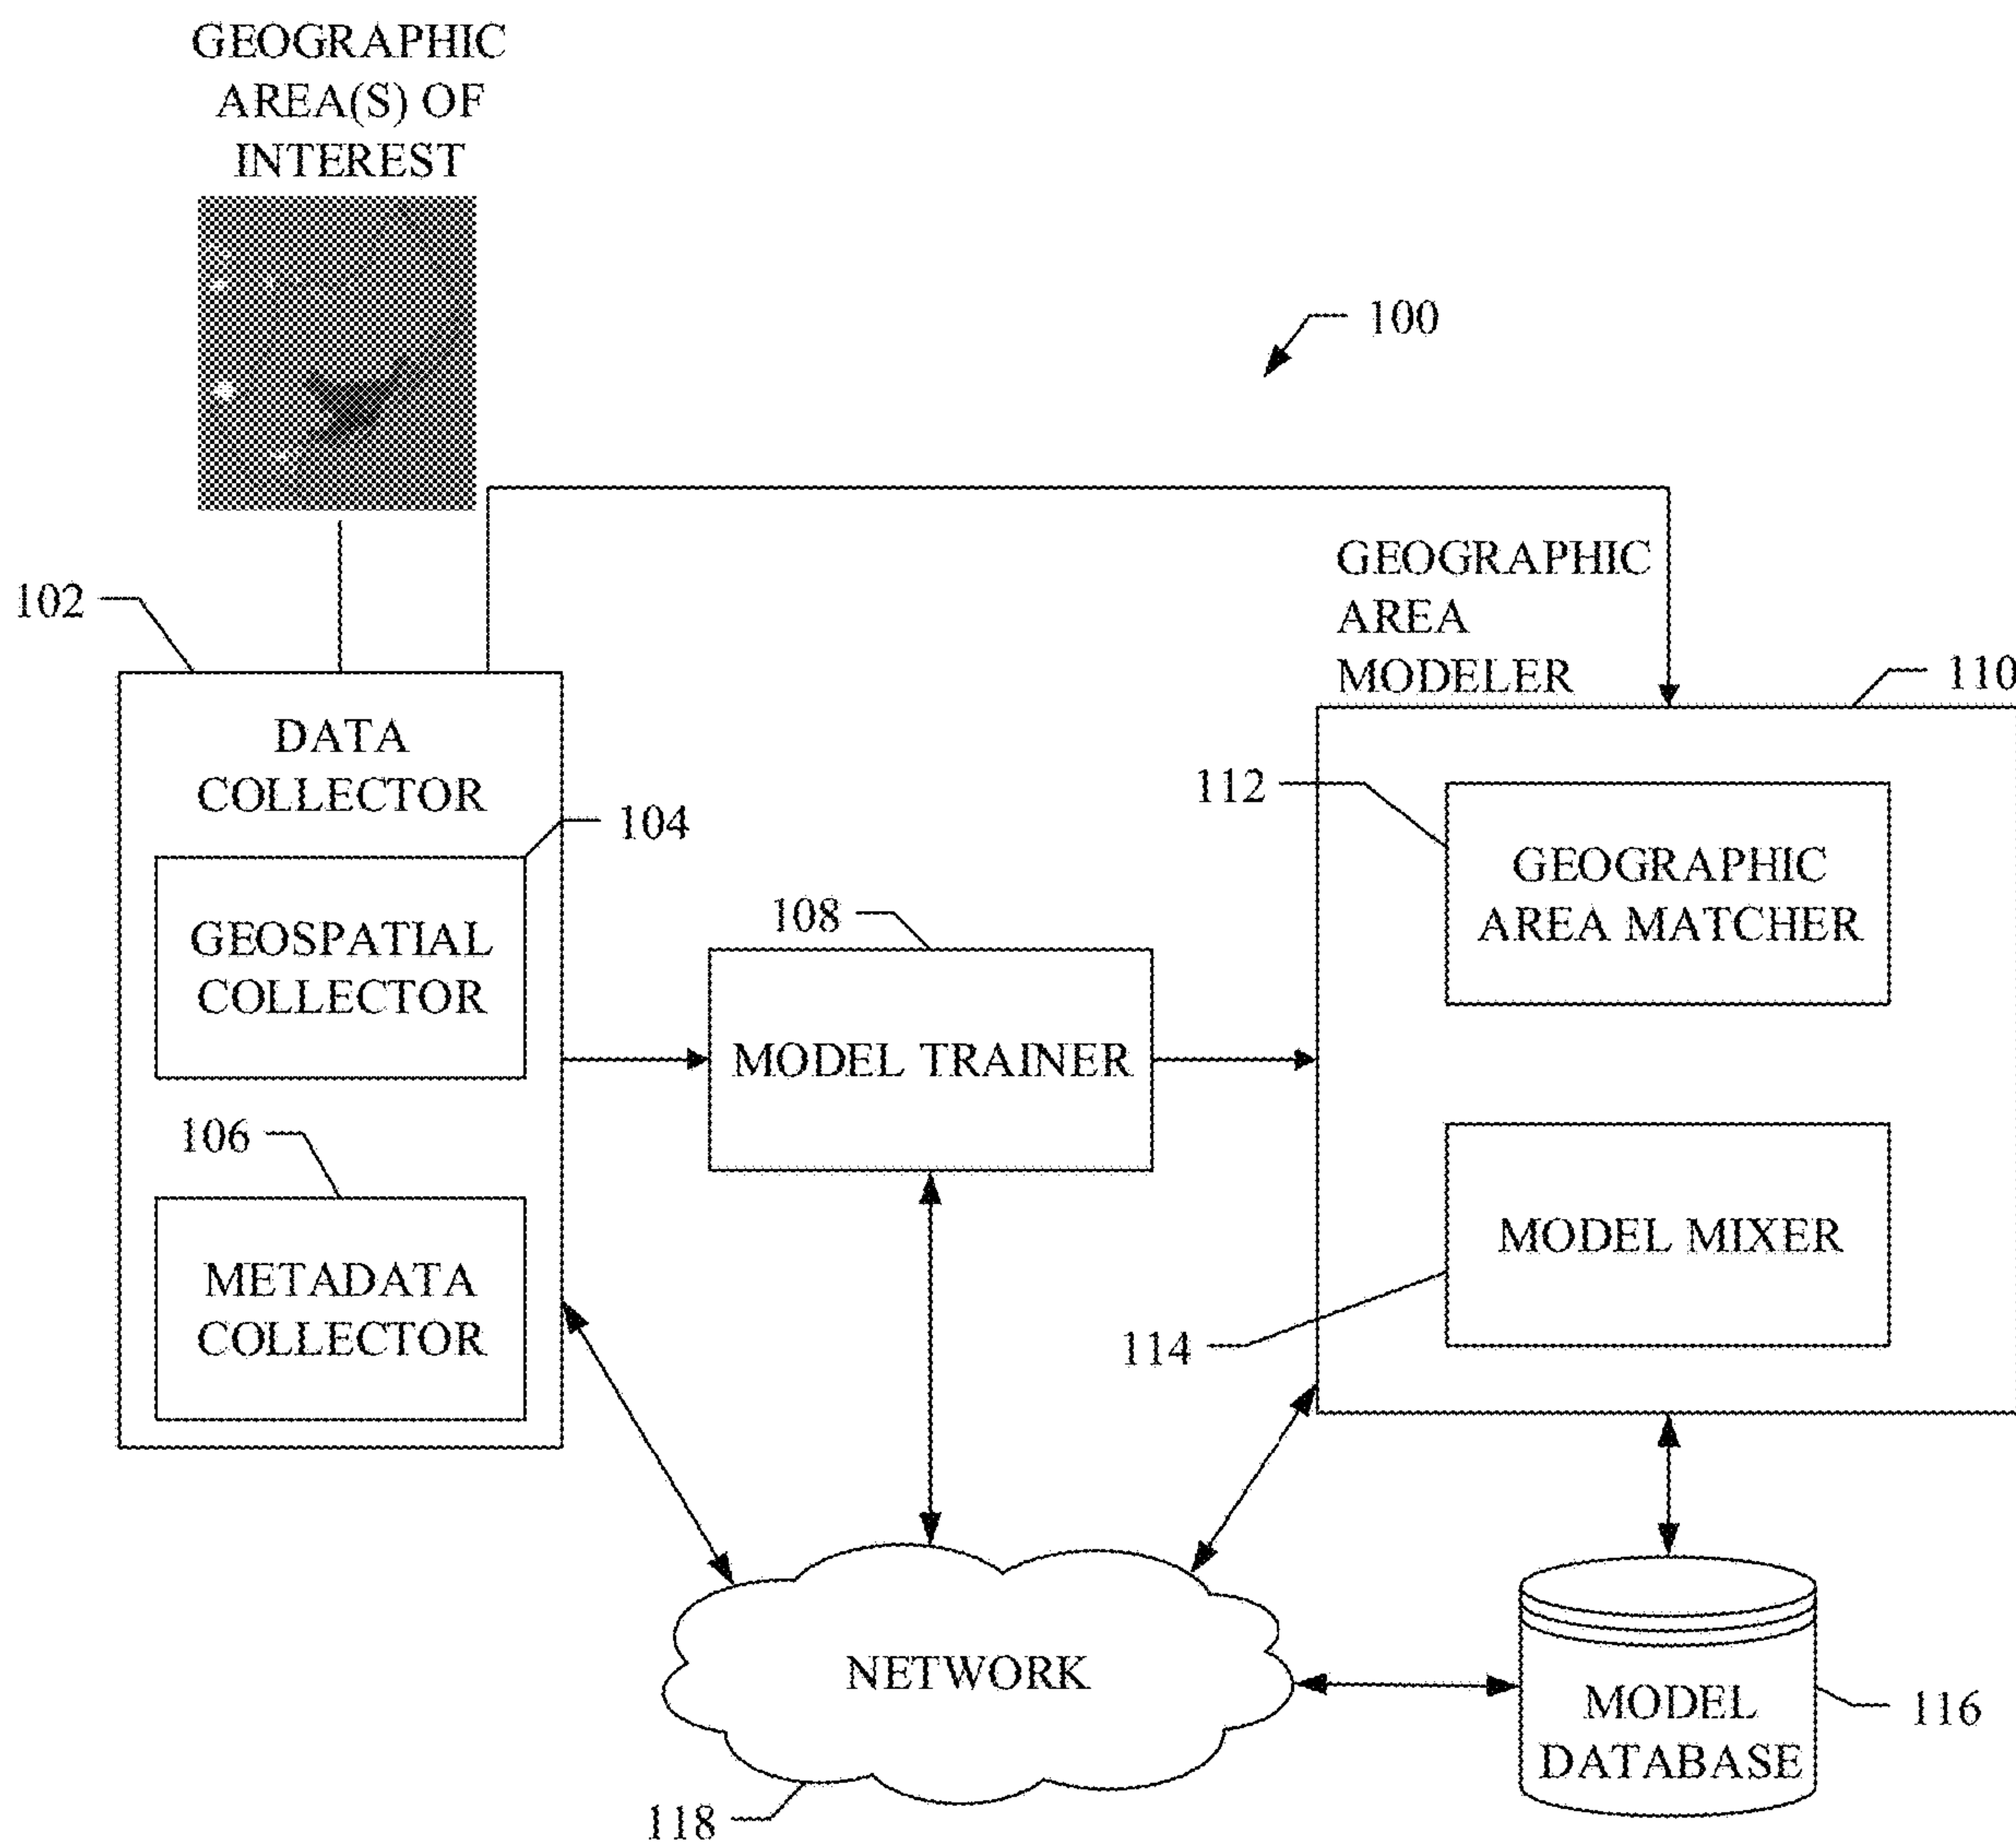 GEOGRAPHIC
AREA(S) OF
INTEREST
100
GEOGRAPHIC
AREA
MODELER
102
110
DATA
COLLECTOR
104
GEOSPATIAL
COLLECTOR
106
METADATA
COLLECTOR
108
MODEL TRAINER
112
GEOGRAPHIC
AREA MATCHER
MODEL MIXER
114
NETWORK
118
MODEL
DATABASE
116